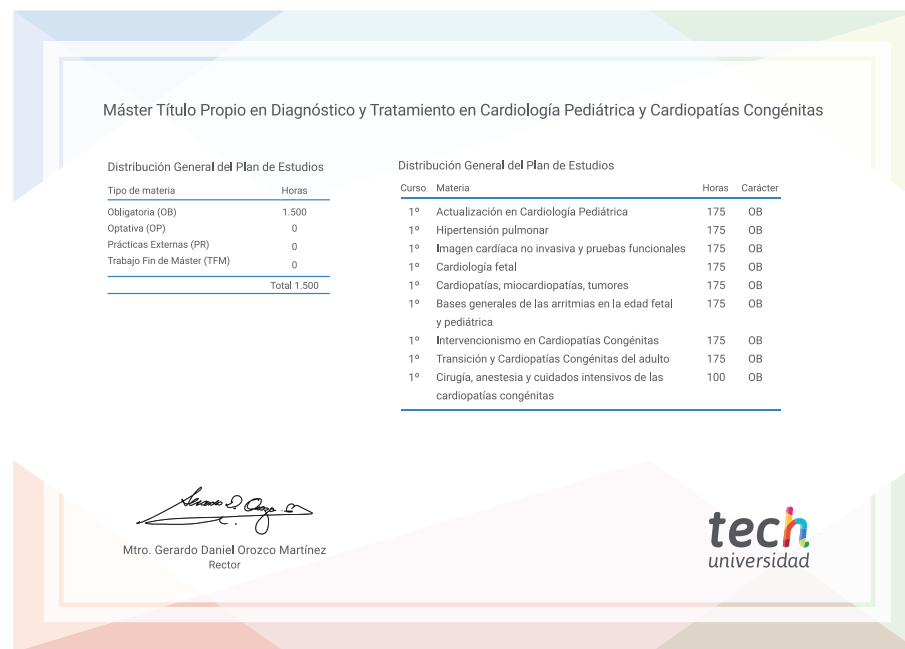 Máster Título Propio en Diagnóstico y Tratamiento en Cardiología Pediátrica y Cardiopatías Congénitas
Distribución General del Plan de Estudios
Tipo de materia Horas
Obligatoria (OB) 1.500
Optativa (OP) 0
Prácticas Externas (PR) 0
Trabajo Fin de Máster (TFM) 0
Total 1.500
Distribución General del Plan de Estudios
Curso Materia Horas Carácter
1º Actualización en Cardiología Pediátrica 175 OB
1º Hipertensión pulmonar 175 OB
1º Imagen cardíaca no invasiva y pruebas funcionales 175 OB
1º Cardiología fetal 175 OB
1º Cardiopatías, miocardiopatías, tumores 175 OB
1º Bases generales de las arritmias en la edad fetal 175 OB
y pediátrica
1º Intervencionismo en Cardiopatías Congénitas 175 OB
1º Transición y Cardiopatías Congénitas del adulto 175 OB
1º Cirugía, anestesia y cuidados intensivos de las 100 OB
cardiopatías congénitas
Mtro. Gerardo Daniel Orozco Martínez
Rector
tech
universidad